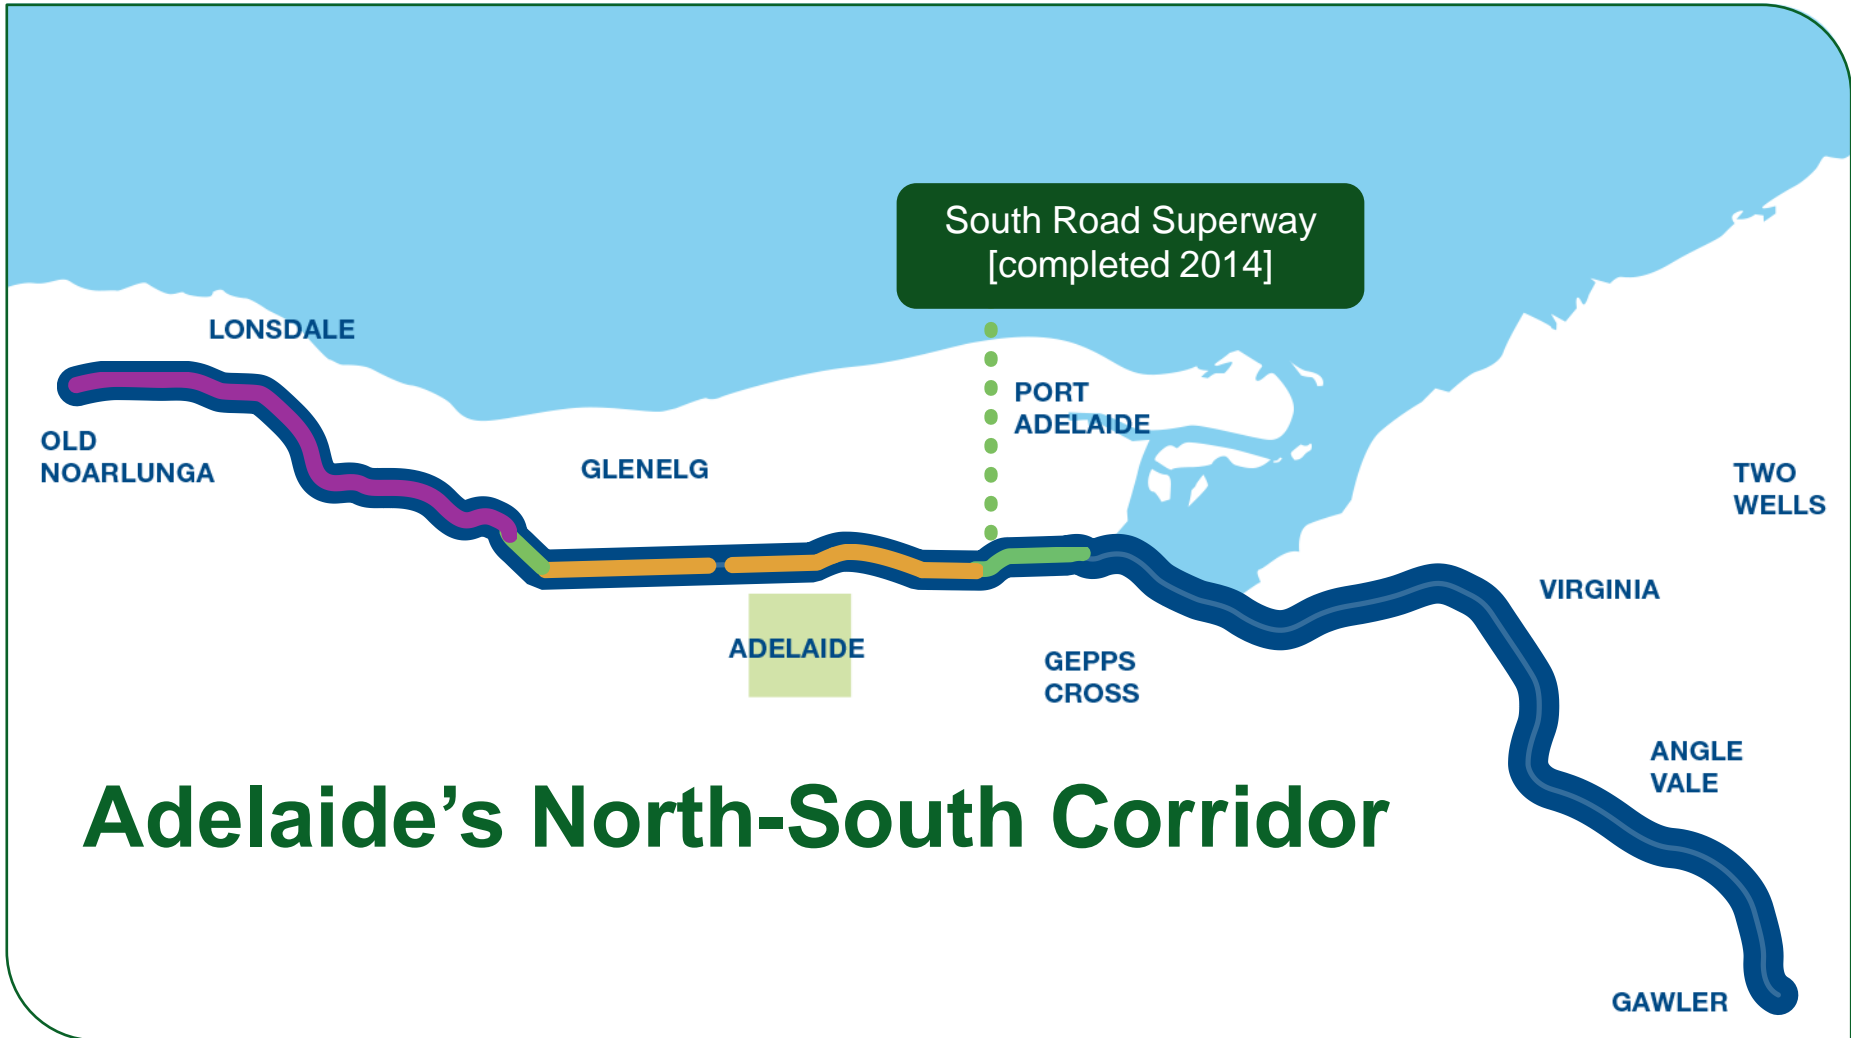 South Road Superway
[completed 2014]
LONSDALE
PORT
ADELAIDE
OLD
NOARLUNGA
GLENELG
TWO
WELLS
VIRGINIA
ADELAIDE
GEPPS
CROSS
ANGLE
VALE
Adelaide’s North-South Corridor
GAWLER